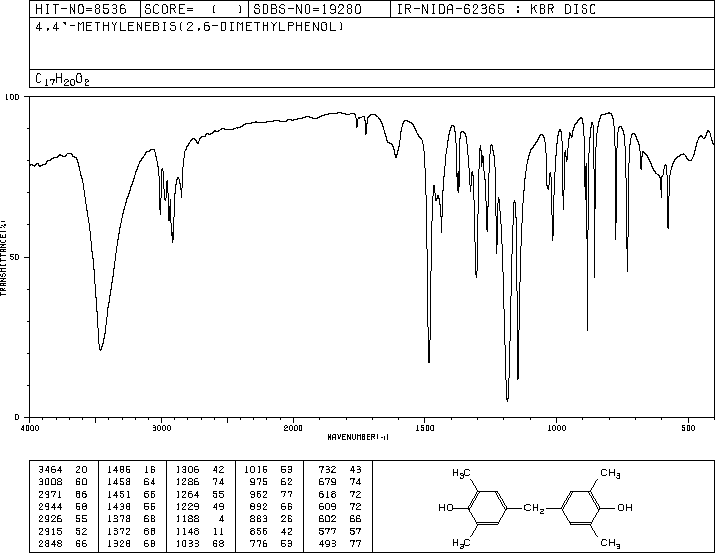 HIT-NO=8536 SCORE= ( ) SDBS-NO=19280 IR-NIDA-62365 : KBR DISC
4,4'-METHYLENEBIS(2,6-DIMETHYLPHENOL)
C17H20O2
100
50
0
TRANSMITTANCE(%)
4000 3000 2000 1500 1000 500
WAVENUMBER(-1)
3464 20 1486 16 1306 42 1016 53 732 43
3008 60 1458 64 1286 74 975 62 679 74
2971 66 1451 66 1264 55 962 77 618 72
2944 58 1438 66 1229 49 892 66 609 72
2926 55 1378 68 1188 4 883 26 602 66
2915 52 1372 68 1148 11 856 42 577 57
2848 66 1328 68 1033 68 776 53 493 77
H3C CH3
HO CH2 OH
H3C CH3